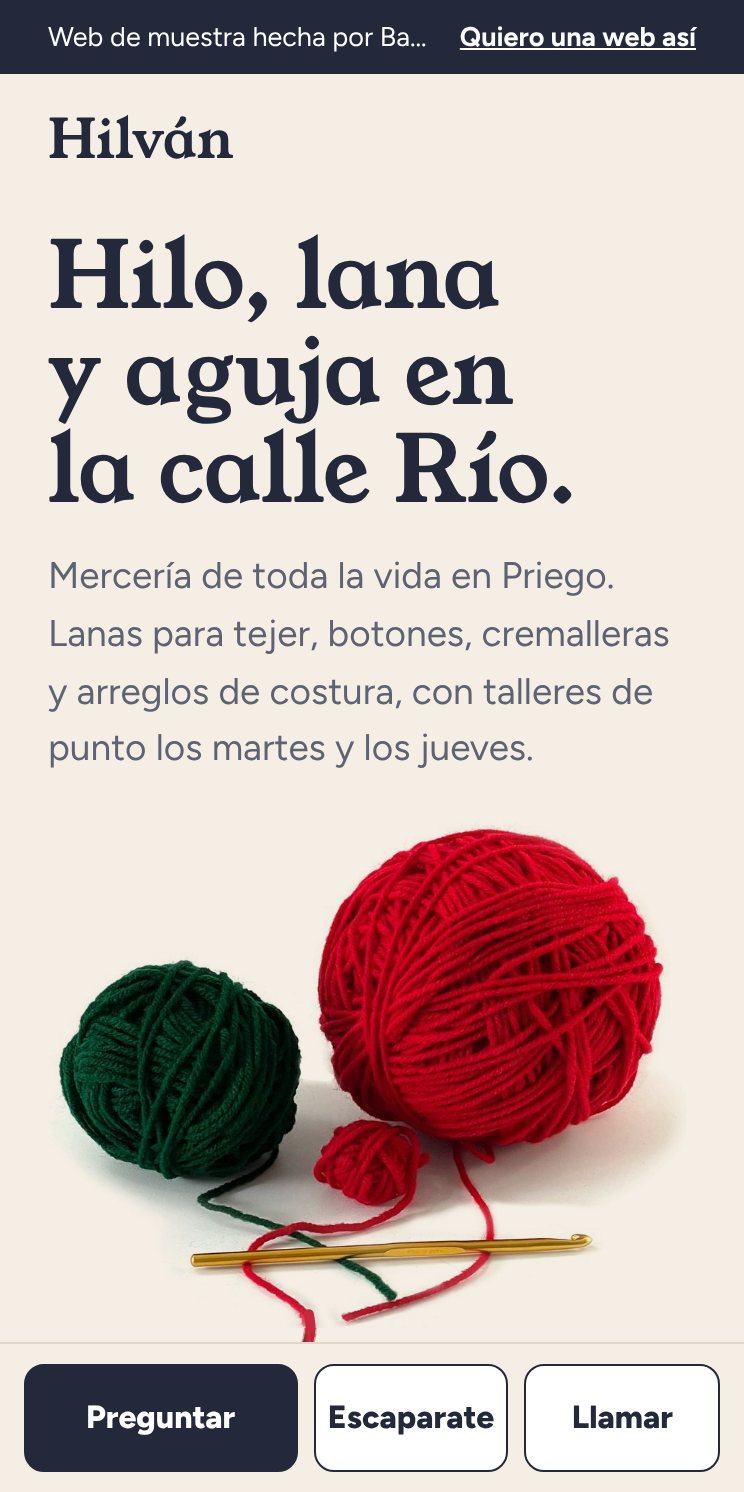 Web de muestra hecha por Ba... Quiero una web así
Hilván
Hilo, lana
y aguja en
la calle Río.
Mercería de toda la vida en Priego.
Lanas para tejer, botones, cremalleras
y arreglos de costura, con talleres de
punto los martes y los jueves.
Preguntar Escaparate Llamar